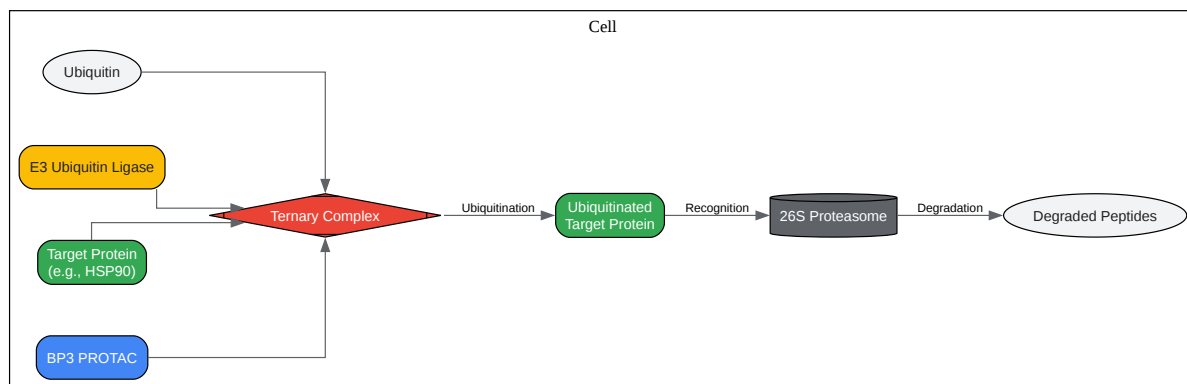 Cell
Ubiquitin
E3 Ubiquitin Ligase
Target Protein
(e.g., HSP90)
BP3 PROTAC
Ternary Complex
Ubiquitination
Ubiquitinated
Target Protein
Recognition
26S Proteasome
Degradation
Degraded Peptides